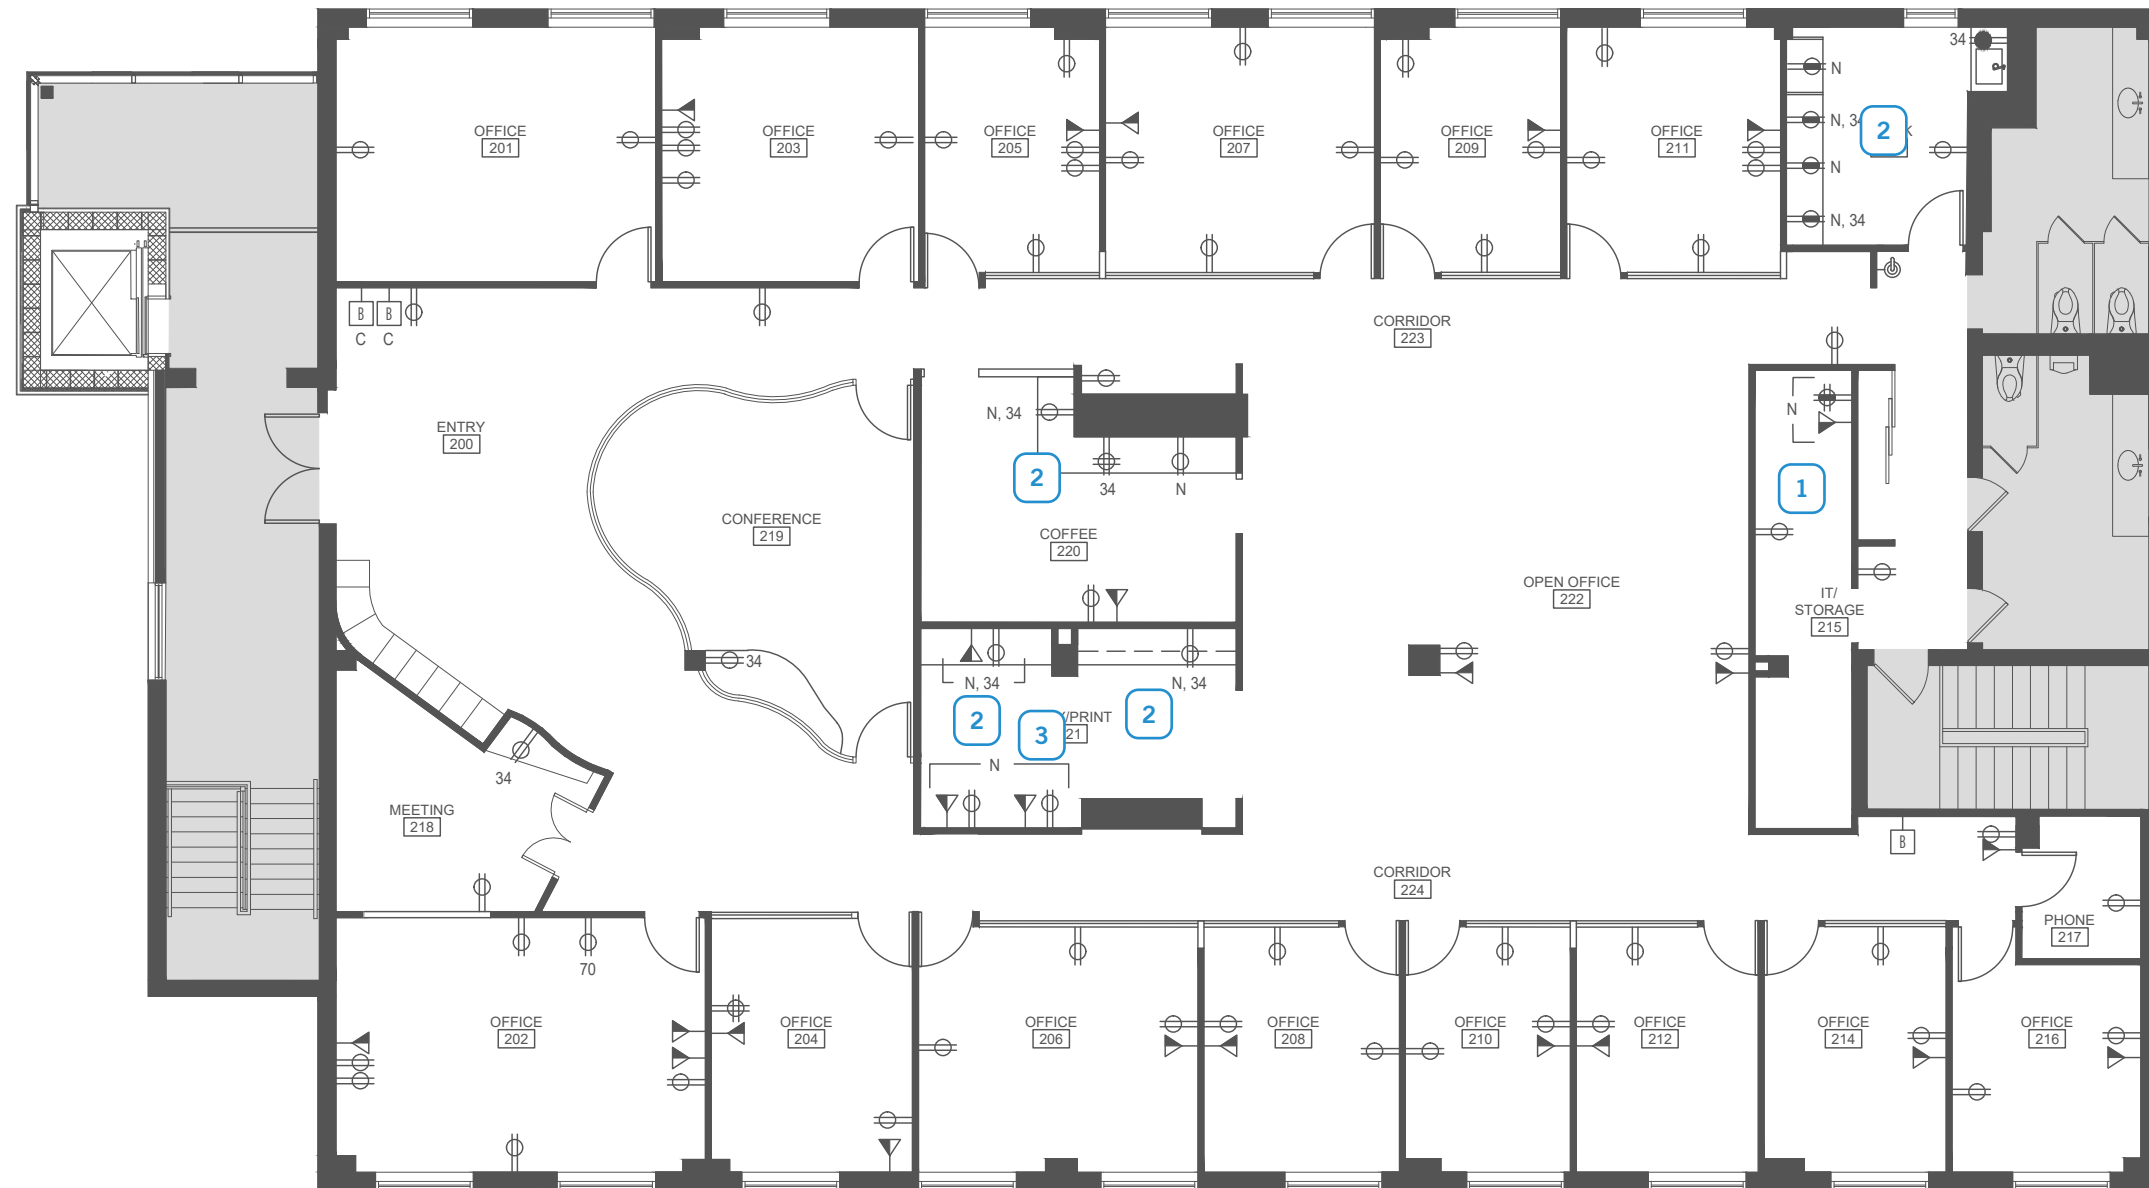 34
N
N, 34
2
K
N
N, 34
OFFICE
201
OFFICE
203
OFFICE
205
OFFICE
207
OFFICE
209
OFFICE
211
B
B
C
C
CORRIDOR
223
ENTRY
200
N, 34
2
34
N
N
1
CONFERENCE
219
COFFEE
220
OPEN OFFICE
222
IT/
STORAGE
215
34
N, 34
N, 34
2
3
/PRINT
21
2
N
34
MEETING
218
B
CORRIDOR
224
PHONE
217
70
OFFICE
202
OFFICE
204
OFFICE
206
OFFICE
208
OFFICE
210
OFFICE
212
OFFICE
214
OFFICE
216